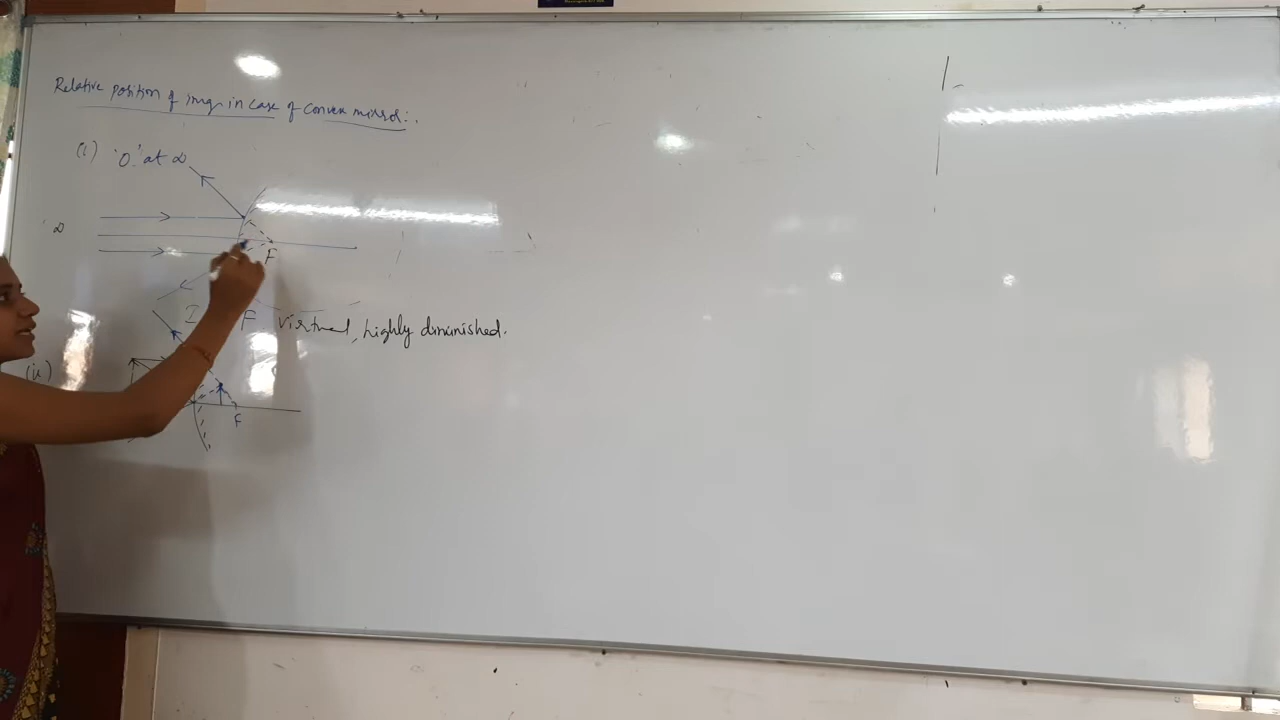 Relative position of img. in case of convex mirror:.
(i) 'O' at ∞
∞
F
I F virtual, highly diminished.
(ii)
F